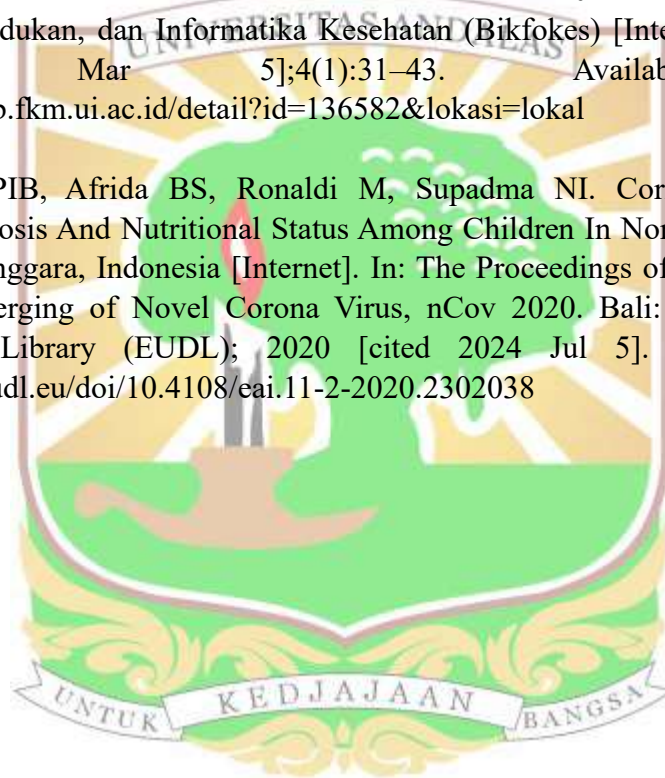 dukan, dan Informatika Kesehatan (Bikfokes) [Inte
UNIVERSITAS ANDALAS
Mar 5];4(1):31–43. Availab
o.fkm.ui.ac.id/detail?id=136582&lokasi=lokal
PIB, Afrida BS, Ronaldi M, Supadma NI. Cor
osis And Nutritional Status Among Children In Nor
nggara, Indonesia [Internet]. In: The Proceedings of
erging of Novel Corona Virus, nCov 2020. Bali:
Library (EUDL); 2020 [cited 2024 Jul 5].
udl.eu/doi/10.4108/eai.11-2-2020.2302038
UNTUK KEDJAJAAN BANGSA